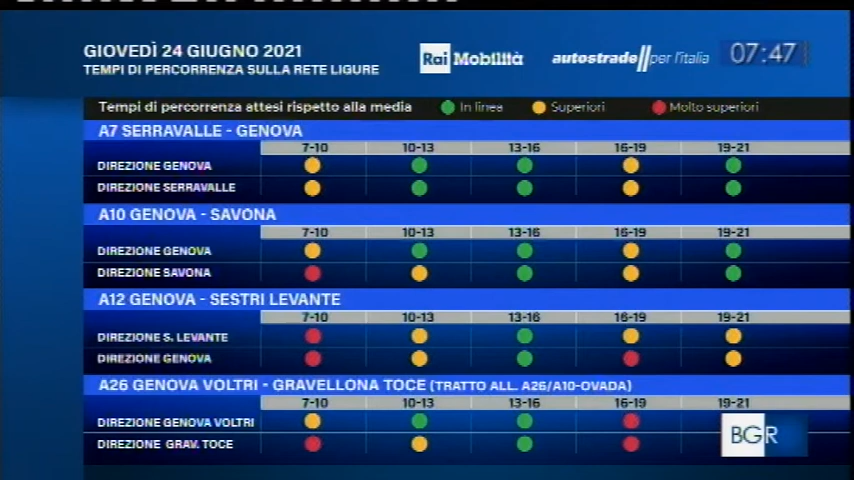 GIOVEDÌ 24 GIUGNO 2021
TEMPI DI PERCORRENZA SULLA RETE LIGURE
Rai Mobilità
autostrade//per l'italia
07:47
Tempi di percorrenza attesi rispetto alla media In linea Superiori Molto superiori
A7 SERRAVALLE - GENOVA
7-10 10-13 13-16 16-19 19-21
DIREZIONE GENOVA
DIREZIONE SERRAVALLE
A10 GENOVA - SAVONA
7-10 10-13 13-16 16-19 19-21
DIREZIONE GENOVA
DIREZIONE SAVONA
A12 GENOVA - SESTRI LEVANTE
7-10 10-13 13-16 16-19 19-21
DIREZIONE S. LEVANTE
DIREZIONE GENOVA
A26 GENOVA VOLTRI - GRAVELLONA TOCE (TRATTO ALL. A26/A10-OVADA)
7-10 10-13 13-16 16-19 19-21
DIREZIONE GENOVA VOLTRI
DIREZIONE GRAV. TOCE
BGR